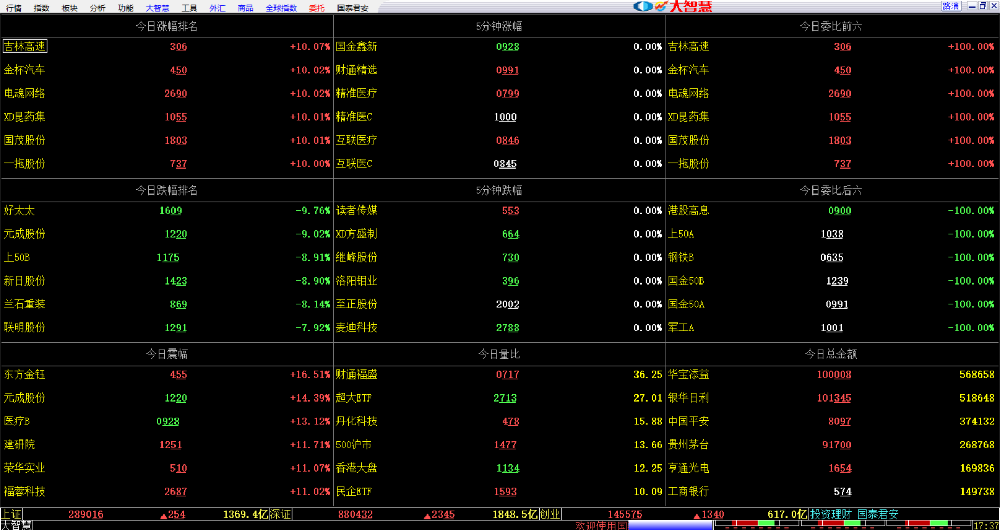 行情 指数 板块 分析 功能 大智慧 工具 外汇 商品 全球指数 委托 国泰君安 大智慧 路演
今日涨幅排名 5分钟涨幅 今日委比前六
吉林高速 306 +10.07% 国金鑫新 0928 0.00% 吉林高速 306 +100.00%
金杯汽车 450 +10.02% 财通精选 0991 0.00% 金杯汽车 450 +100.00%
电魂网络 2690 +10.02% 精准医疗 0799 0.00% 电魂网络 2690 +100.00%
XD昆药集 1055 +10.01% 精准医C 1000 0.00% XD昆药集 1055 +100.00%
国茂股份 1803 +10.01% 互联医疗 0846 0.00% 国茂股份 1803 +100.00%
一拖股份 737 +10.00% 互联医C 0845 0.00% 一拖股份 737 +100.00%
今日跌幅排名 5分钟跌幅 今日委比后六
好太太 1609 -9.76% 读者传媒 553 0.00% 港股高息 0900 -100.00%
元成股份 1220 -9.02% XD方盛制 664 0.00% 上50A 1038 -100.00%
上50B 1175 -8.91% 继峰股份 730 0.00% 钢铁B 0635 -100.00%
新日股份 1423 -8.90% 洛阳钼业 396 0.00% 国金50B 1239 -100.00%
兰石重装 869 -8.14% 至正股份 2002 0.00% 国金50A 0991 -100.00%
联明股份 1291 -7.92% 麦迪科技 2788 0.00% 军工A 1001 -100.00%
今日震幅 今日量比 今日总金额
东方金钰 455 +16.51% 财通福盛 0717 36.25 华宝添益 100008 568658
元成股份 1220 +14.39% 超大ETF 2713 27.01 银华日利 101345 518648
医疗B 0928 +13.12% 丹化科技 478 15.88 中国平安 8097 374132
建研院 1251 +11.71% 500沪市 1477 13.66 贵州茅台 91700 268768
荣华实业 510 +11.07% 香港大盘 1134 12.25 亨通光电 1654 169836
福蓉科技 2687 +11.02% 民企ETF 1593 10.09 工商银行 574 149738
上证 289016 ▲254 1369.4亿 深证 880432 ▲2345 1848.5亿 创业 145575 ▲1340 617.0亿 投资理财 国泰君安
大智慧 欢迎使用国 17:37